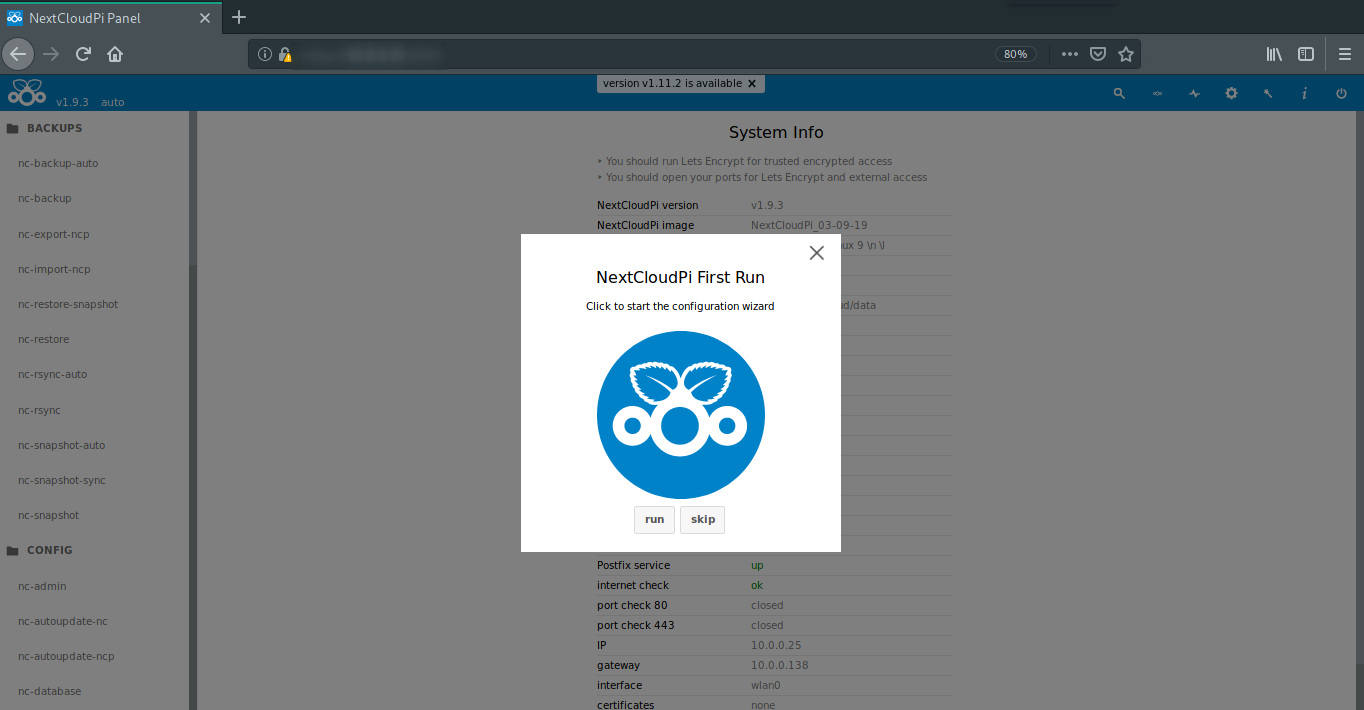 NextCloudPi Panel
80%
version v1.11.2 is available
v1.9.3 auto
BACKUPS
nc-backup-auto
nc-backup
nc-export-ncp
nc-import-ncp
nc-restore-snapshot
nc-restore
nc-rsync-auto
nc-rsync
nc-snapshot-auto
nc-snapshot-sync
nc-snapshot
CONFIG
nc-admin
nc-autoupdate-nc
nc-autoupdate-ncp
nc-database
System Info
‣ You should run Lets Encrypt for trusted encrypted access
‣ You should open your ports for Lets Encrypt and external access
NextCloudPi version v1.9.3
NextCloudPi image NextCloudPi_03-09-19
9 \n \l
/data
NextCloudPi First Run
Click to start the configuration wizard
run skip
Postfix service up
internet check ok
port check 80 closed
port check 443 closed
IP 10.0.0.25
gateway 10.0.0.138
interface wlan0
certificates none